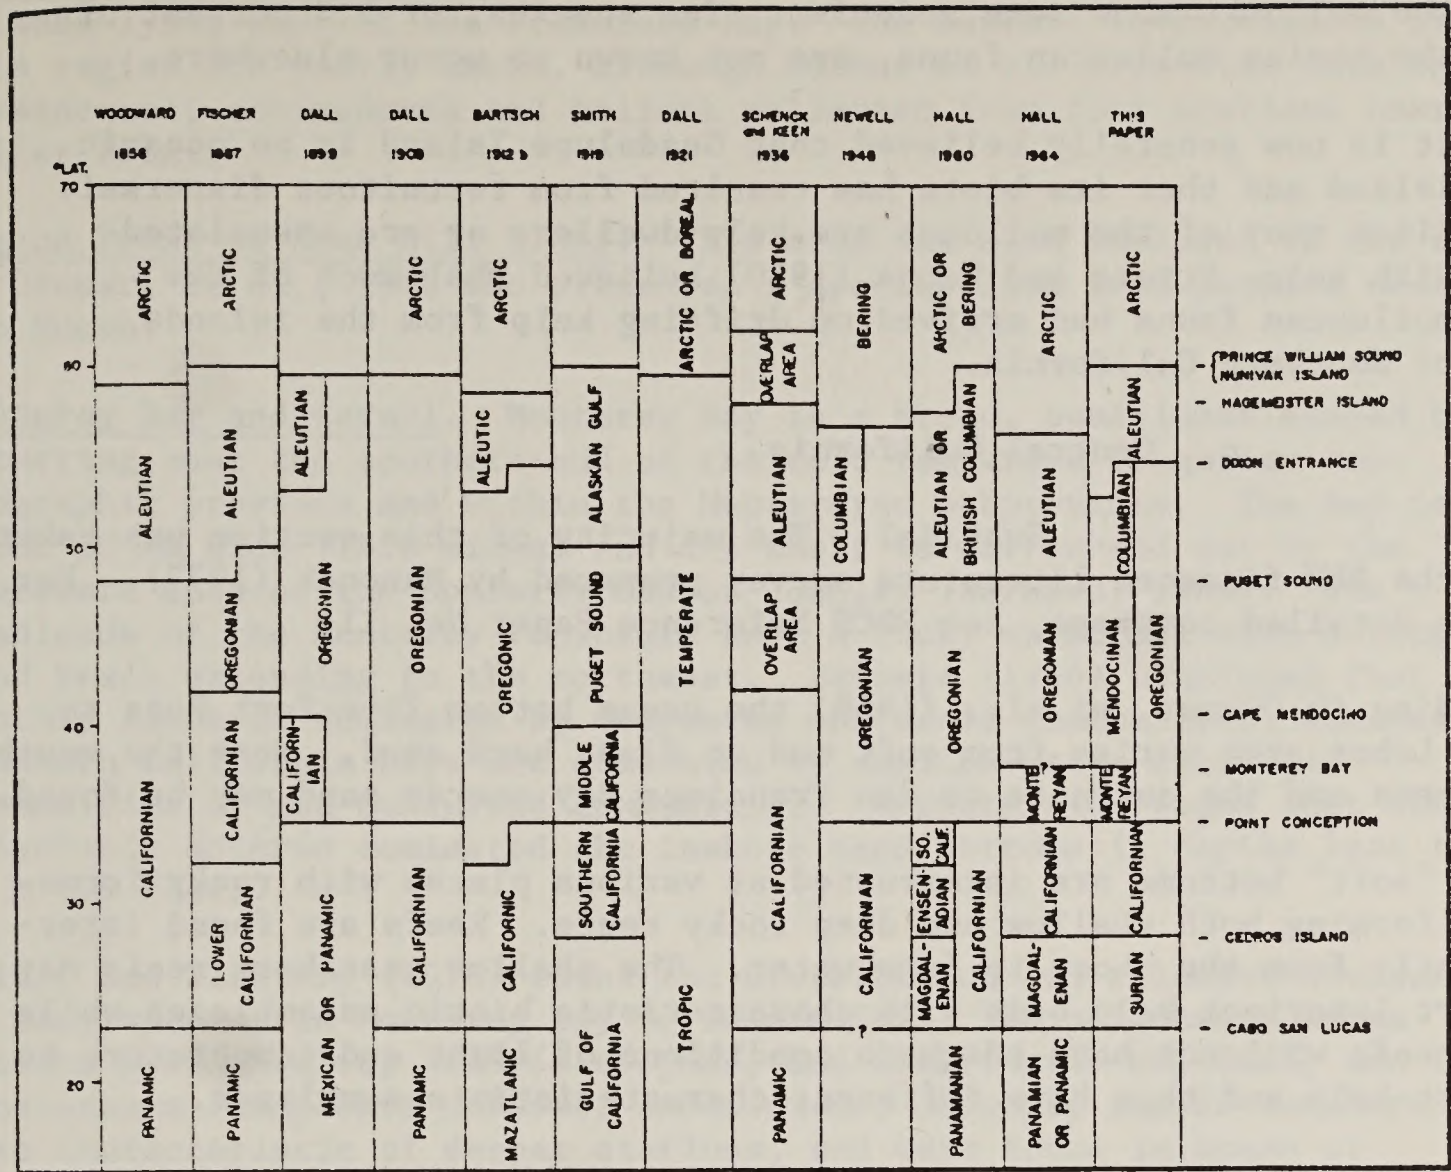 WOODWARD
1856
FISCHER
1887
DALL
1899
DALL
1908
BARTSCH
1912 b
SMITH
1919
DALL
1921
SCHENCK
and KEEN
1936
NEWELL
1948
HALL
1960
HALL
1964
THIS
PAPER
°LAT.
70
60
50
40
30
20
ARCTIC
ALEUTIAN
CALIFORNIAN
PANAMIC
ARCTIC
ALEUTIAN
OREGONIAN
CALIFORNIAN
LOWER
CALIFORNIAN
PANAMIC
ALEUTIAN
OREGONIAN
CALIFORN-
IAN
MEXICAN OR PANAMIC
ARCTIC
OREGONIAN
CALIFORNIAN
PANAMIC
ARCTIC
ALEUTIC
OREGONIC
CALIFORNIC
MAZATLANIC
ARCTIC
ALASKAN GULF
PUGET SOUND
MIDDLE
CALIFORNIA
SOUTHERN
CALIFORNIA
GULF OF
CALIFORNIA
ARCTIC OR BOREAL
TEMPERATE
TROPIC
ARCTIC
OVERLAP
AREA
ALEUTIAN
OVERLAP
AREA
CALIFORNIAN
PANAMIC
BERING
COLUMBIAN
OREGONIAN
CALIFORNIAN
?
ARCTIC OR
BERING
ALEUTIAN OR
BRITISH COLUMBIAN
OREGONIAN
SO.
CALIF.
ENSEN-
ADIAN
MAGDAL-
ENAN
CALIFORNIAN
PANAMANIAN
ARCTIC
ALEUTIAN
OREGONIAN
?
MONTE
REYAN
CALIFORNIAN
MAGDAL-
ENAN
PANAMIAN
OR PANAMIC
ARCTIC
ALEUTIAN
COLUMBIAN
MENDOCINAN
OREGONIAN
MONTE
REYAN
CALIFORNIAN
SURIAN
PRINCE WILLIAM SOUND
NUNIVAK ISLAND
HAGEMEISTER ISLAND
DIXON ENTRANCE
PUGET SOUND
CAPE MENDOCINO
MONTEREY BAY
POINT CONCEPTION
CEDROS ISLAND
CABO SAN LUCAS